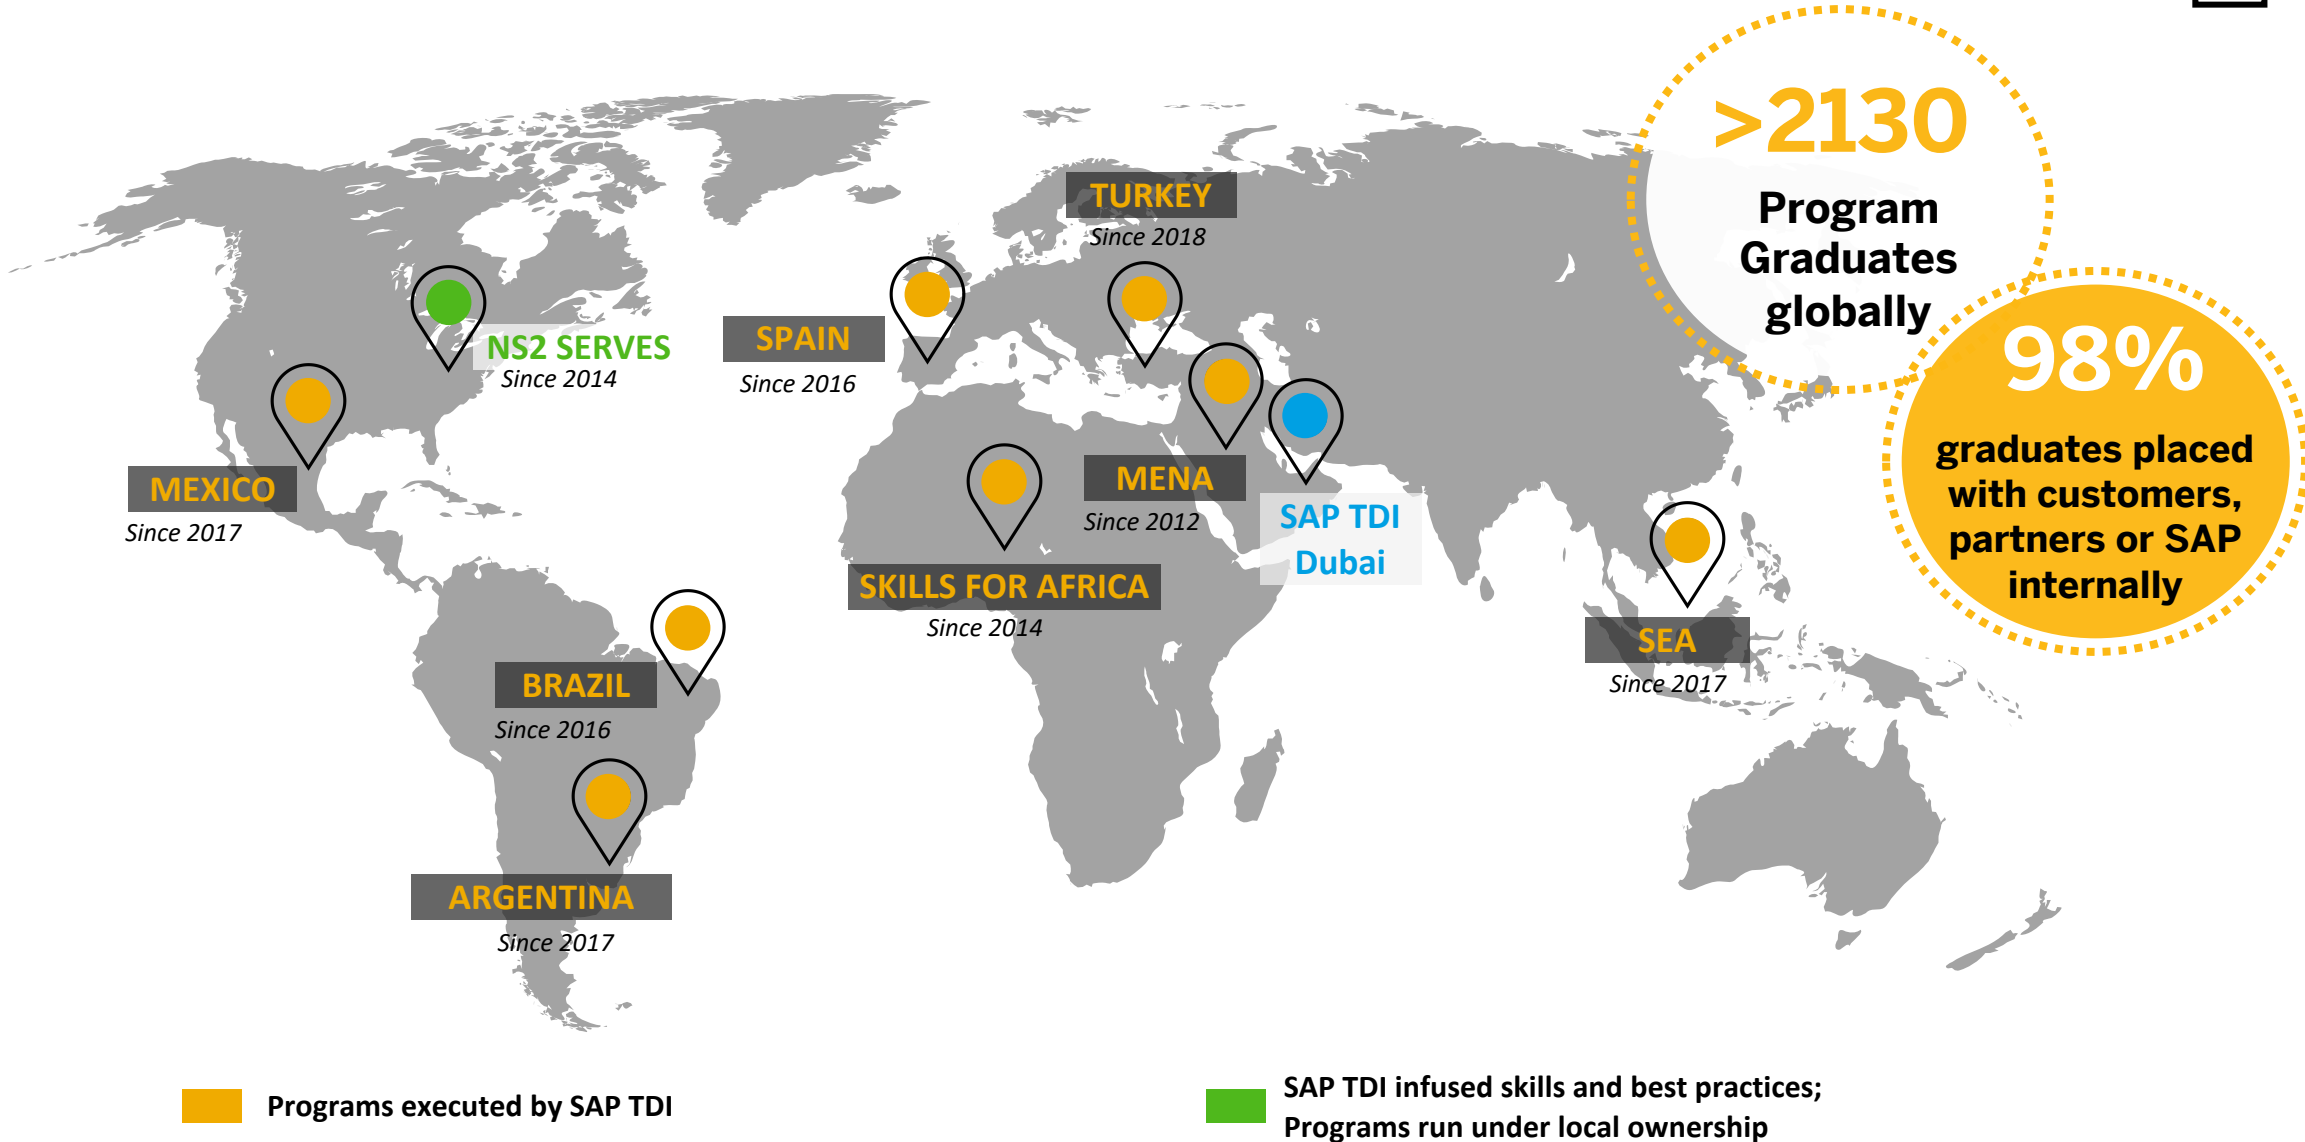 >2130
Program
Graduates
globally
98%
graduates placed
with customers,
partners or SAP
internally
TURKEY
Since 2018
NS2 SERVES
Since 2014
SPAIN
Since 2016
MEXICO
Since 2017
MENA
Since 2012
SAP TDI
Dubai
SKILLS FOR AFRICA
Since 2014
SEA
Since 2017
BRAZIL
Since 2016
ARGENTINA
Since 2017
Programs executed by SAP TDI
SAP TDI infused skills and best practices;
Programs run under local ownership